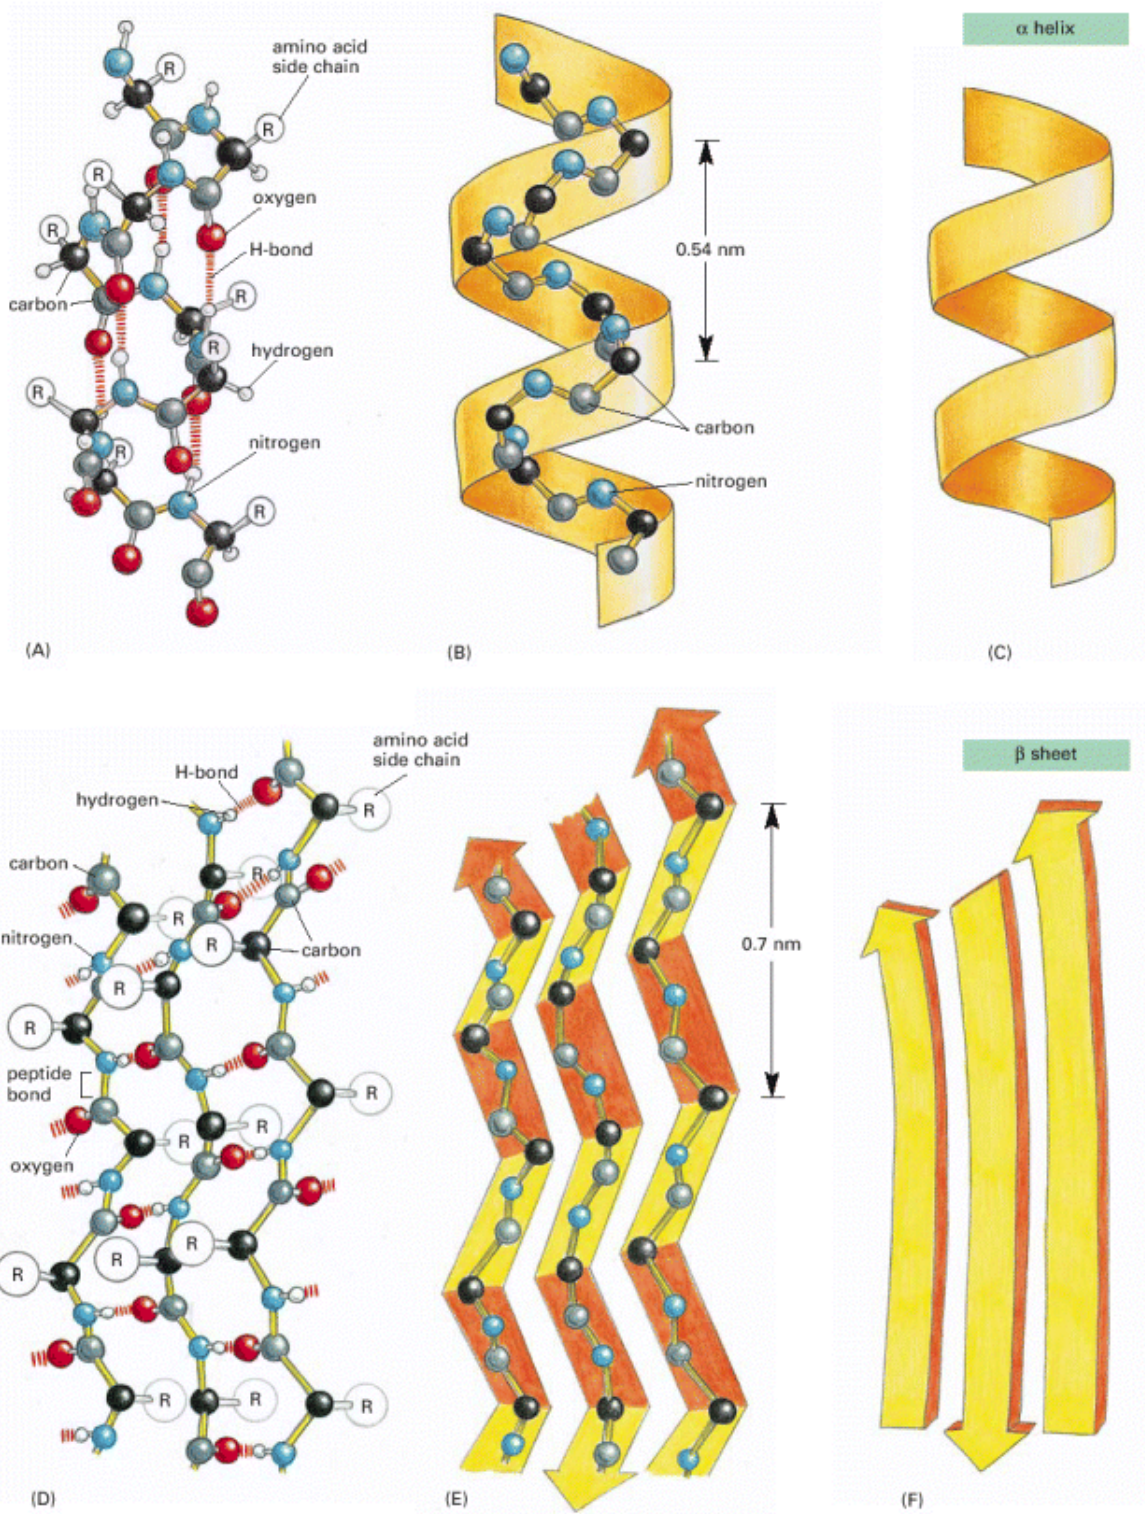 α helix
amino acid
side chain
R
R
R
oxygen
R
H-bond
0.54 nm
R
carbon
R
hydrogen
R
carbon
nitrogen
R
nitrogen
R
(A)
(B)
(C)
amino acid
side chain
β sheet
H-bond
hydrogen
R
carbon
R
R
nitrogen
R
carbon
0.7 nm
R
R
peptide
bond
R
R
R
oxygen
R
R
R
R
R
R
(D)
(E)
(F)